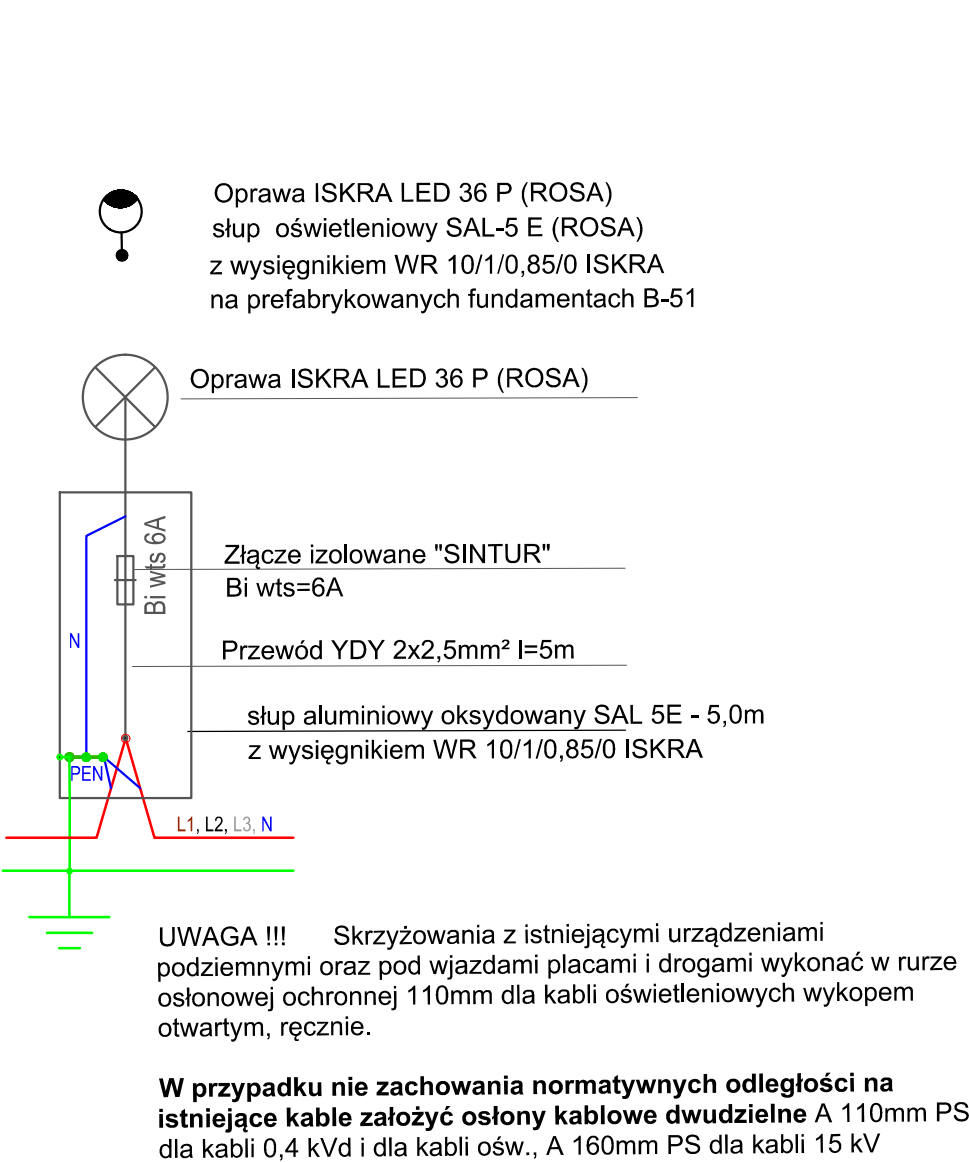 Oprawa ISKRA LED 36 P (ROSA)
słup oświetleniowy SAL-5 E (ROSA)
z wysięgnikiem WR 10/1/0,85/0 ISKRA
na prefabrykowanych fundamentach B-51
Oprawa ISKRA LED 36 P (ROSA)
Bi wts 6A
Złącze izolowane "SINTUR"
Bi wts=6A
N
Przewód YDY 2x2,5mm² l=5m
słup aluminiowy oksydowany SAL 5E - 5,0m
z wysięgnikiem WR 10/1/0,85/0 ISKRA
PEN
L1, L2, L3, N
UWAGA !!! Skrzyżowania z istniejącymi urządzeniami
podziemnymi oraz pod wjazdami placami i drogami wykonać w rurze
osłonowej ochronnej 110mm dla kabli oświetleniowych wykopem
otwartym, ręcznie.
W przypadku nie zachowania normatywnych odległości na
istniejące kable założyć osłony kablowe dwudzielne A 110mm PS
dla kabli 0,4 kVd i dla kabli ośw., A 160mm PS dla kabli 15 kV